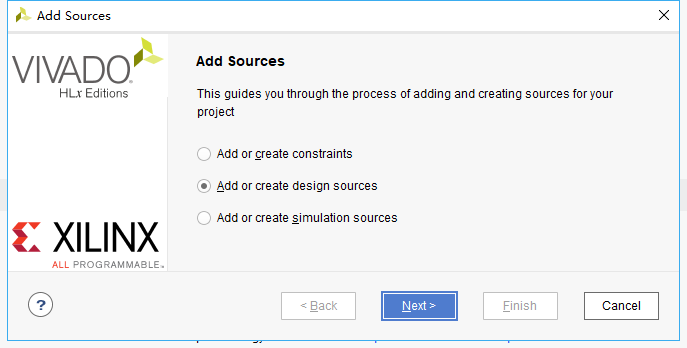 Add Sources
VIVADO
HLx Editions
Add Sources
This guides you through the process of adding and creating sources for your
project
Add or create constraints
Add or create design sources
Add or create simulation sources
XILINX
ALL PROGRAMMABLE
?
< Back
Next >
Finish
Cancel